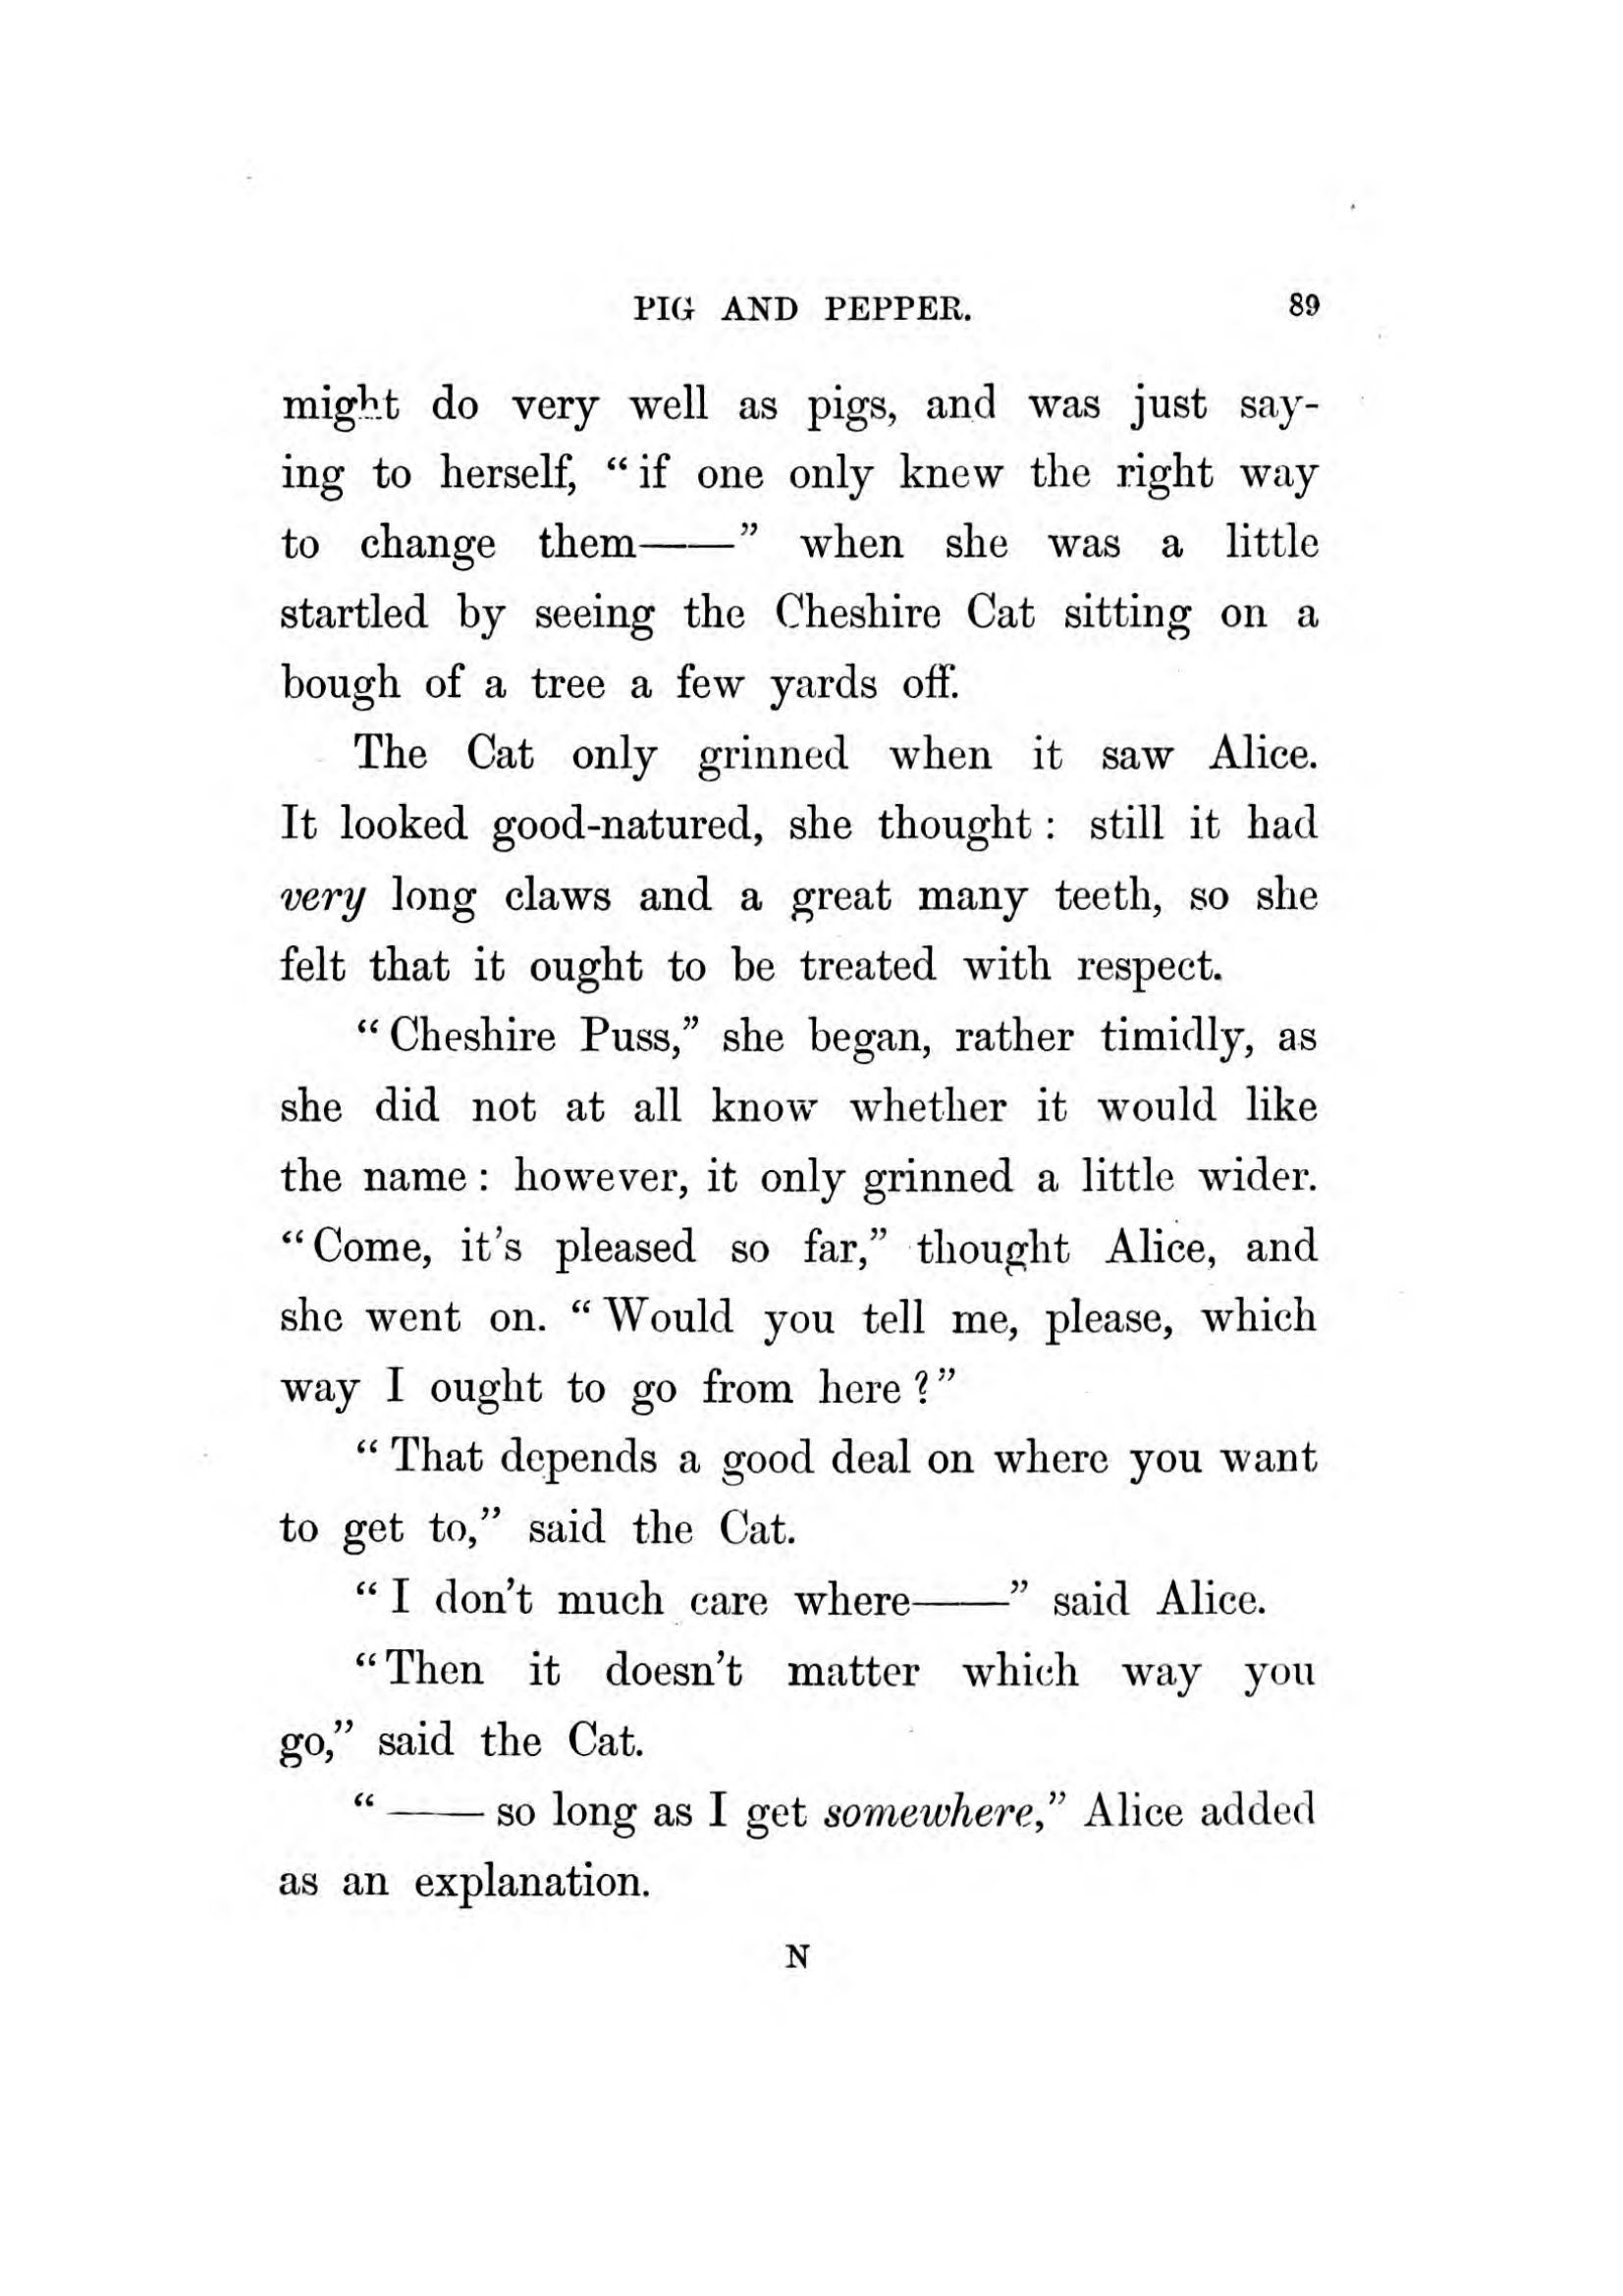 PIG AND PEPPER. 89
might do very well as pigs, and was just say-
ing to herself, “if one only knew the right way
to change them——” when she was a little
startled by seeing the Cheshire Cat sitting on a
bough of a tree a few yards off.
The Cat only grinned when it saw Alice.
It looked good-natured, she thought: still it had
very long claws and a great many teeth, so she
felt that it ought to be treated with respect.
“Cheshire Puss,” she began, rather timidly, as
she did not at all know whether it would like
the name: however, it only grinned a little wider.
“Come, it’s pleased so far,” thought Alice, and
she went on. “Would you tell me, please, which
way I ought to go from here?”
“That depends a good deal on where you want
to get to,” said the Cat.
“I don’t much care where——” said Alice.
“Then it doesn’t matter which way you
go,” said the Cat.
“——so long as I get somewhere,” Alice added
as an explanation.
N